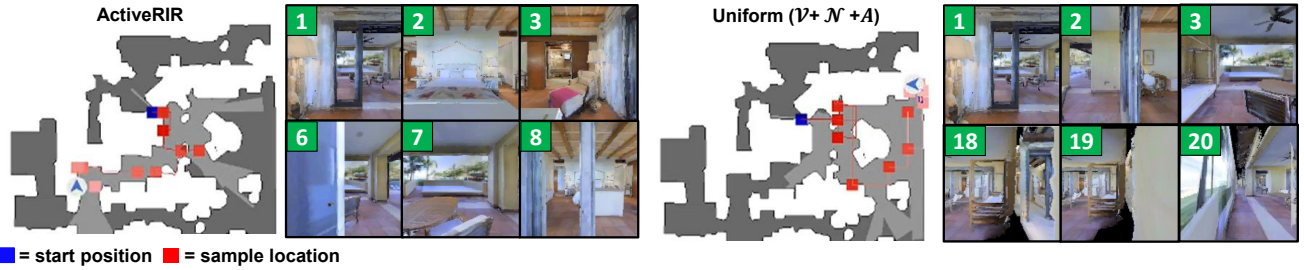 ActiveRIR
1 2 3
6 7 8
Uniform (𝒱+ 𝒩 +A)
1 2 3
18 19 20
= start position = sample location